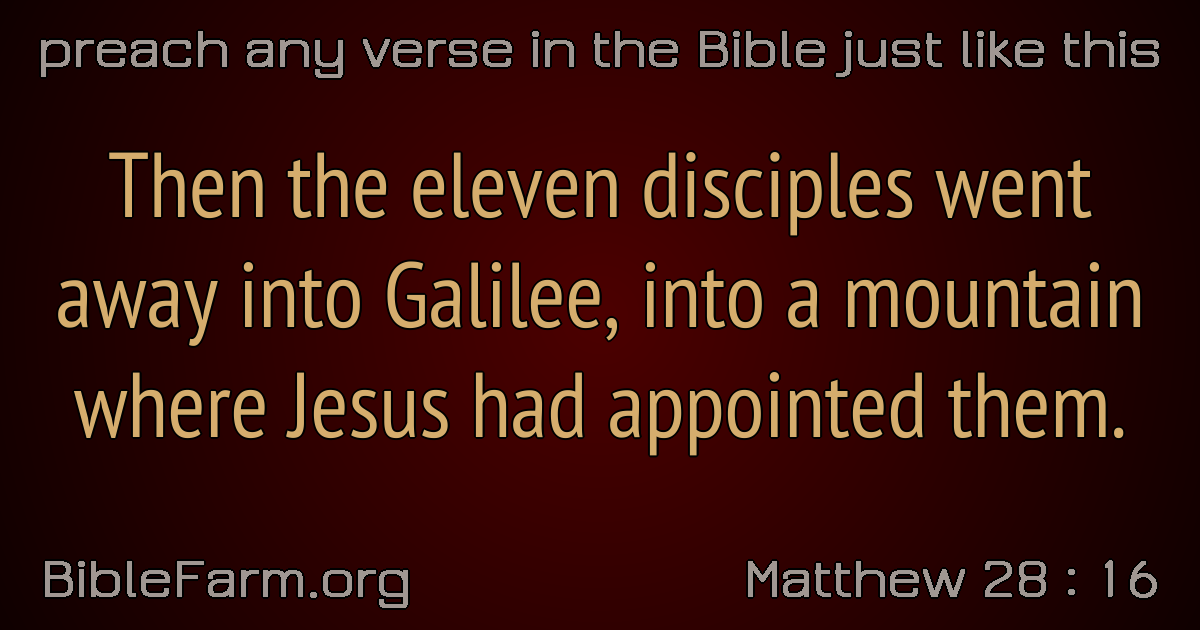 preach any verse in the Bible just like this
Then the eleven disciples went
away into Galilee, into a mountain
where Jesus had appointed them.
BibleFarm.org
Matthew 28 : 16